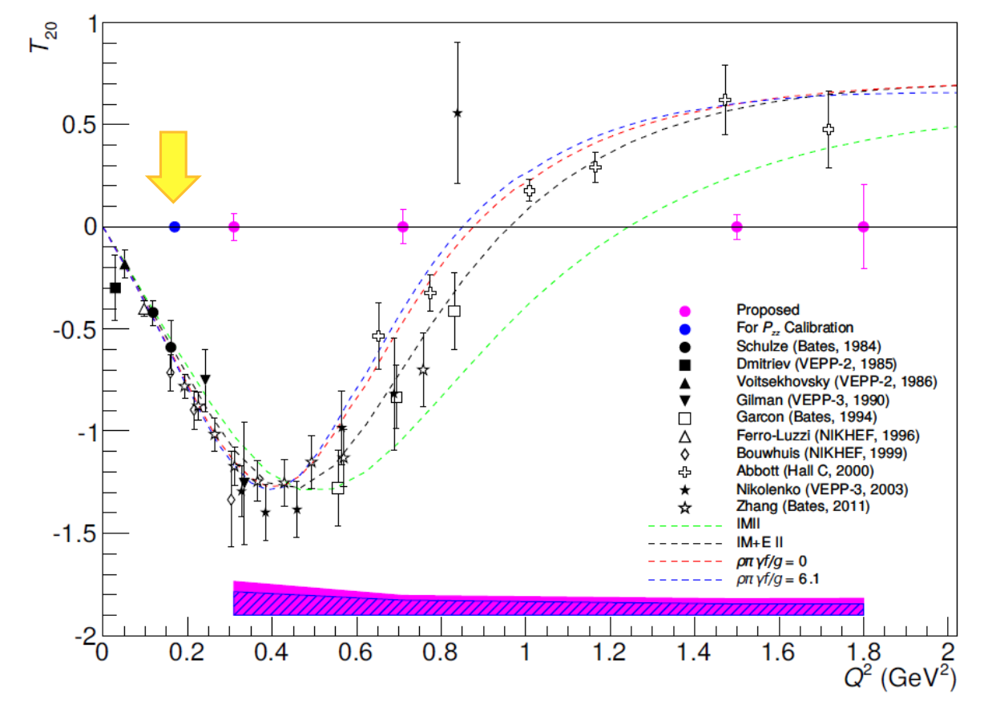 T20
1
0.5
0
-0.5
-1
-1.5
-2
Proposed
For Pzz Calibration
Schulze (Bates, 1984)
Dmitriev (VEPP-2, 1985)
Voitsekhovsky (VEPP-2, 1986)
Gilman (VEPP-3, 1990)
Garcon (Bates, 1994)
Ferro-Luzzi (NIKHEF, 1996)
Bouwhuis (NIKHEF, 1999)
Abbott (Hall C, 2000)
Nikolenko (VEPP-3, 2003)
Zhang (Bates, 2011)
IMII
IM+E II
ρπ γf/g = 0
ρπ γf/g = 6.1
0 0.2 0.4 0.6 0.8 1 1.2 1.4 1.6 1.8 2
Q² (GeV²)